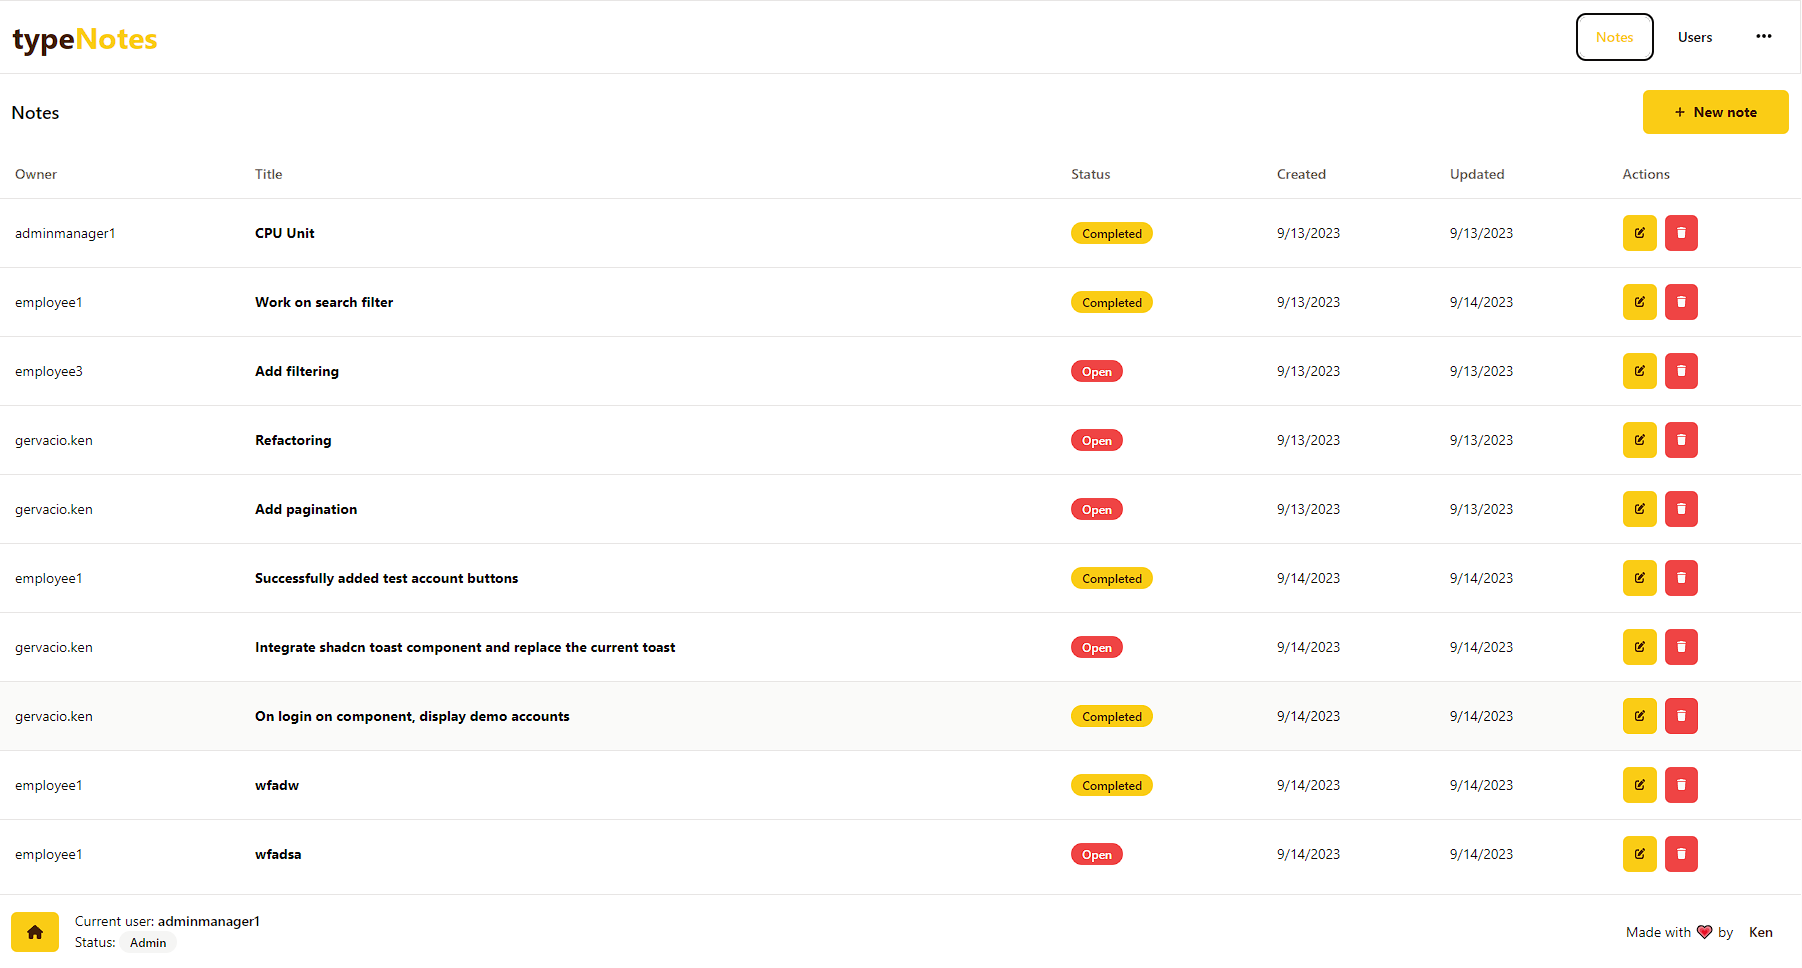 typeNotes
Notes Users •••
Notes
+ New note
Owner Title Status Created Updated Actions
adminmanager1 CPU Unit Completed 9/13/2023 9/13/2023
employee1 Work on search filter Completed 9/13/2023 9/14/2023
employee3 Add filtering Open 9/13/2023 9/13/2023
gervacio.ken Refactoring Open 9/13/2023 9/13/2023
gervacio.ken Add pagination Open 9/13/2023 9/13/2023
employee1 Successfully added test account buttons Completed 9/14/2023 9/14/2023
gervacio.ken Integrate shadcn toast component and replace the current toast Open 9/14/2023 9/14/2023
gervacio.ken On login on component, display demo accounts Completed 9/14/2023 9/14/2023
employee1 wfadw Completed 9/14/2023 9/14/2023
employee1 wfadsa Open 9/14/2023 9/14/2023
Current user: adminmanager1
Status: Admin
Made with 💗 by Ken